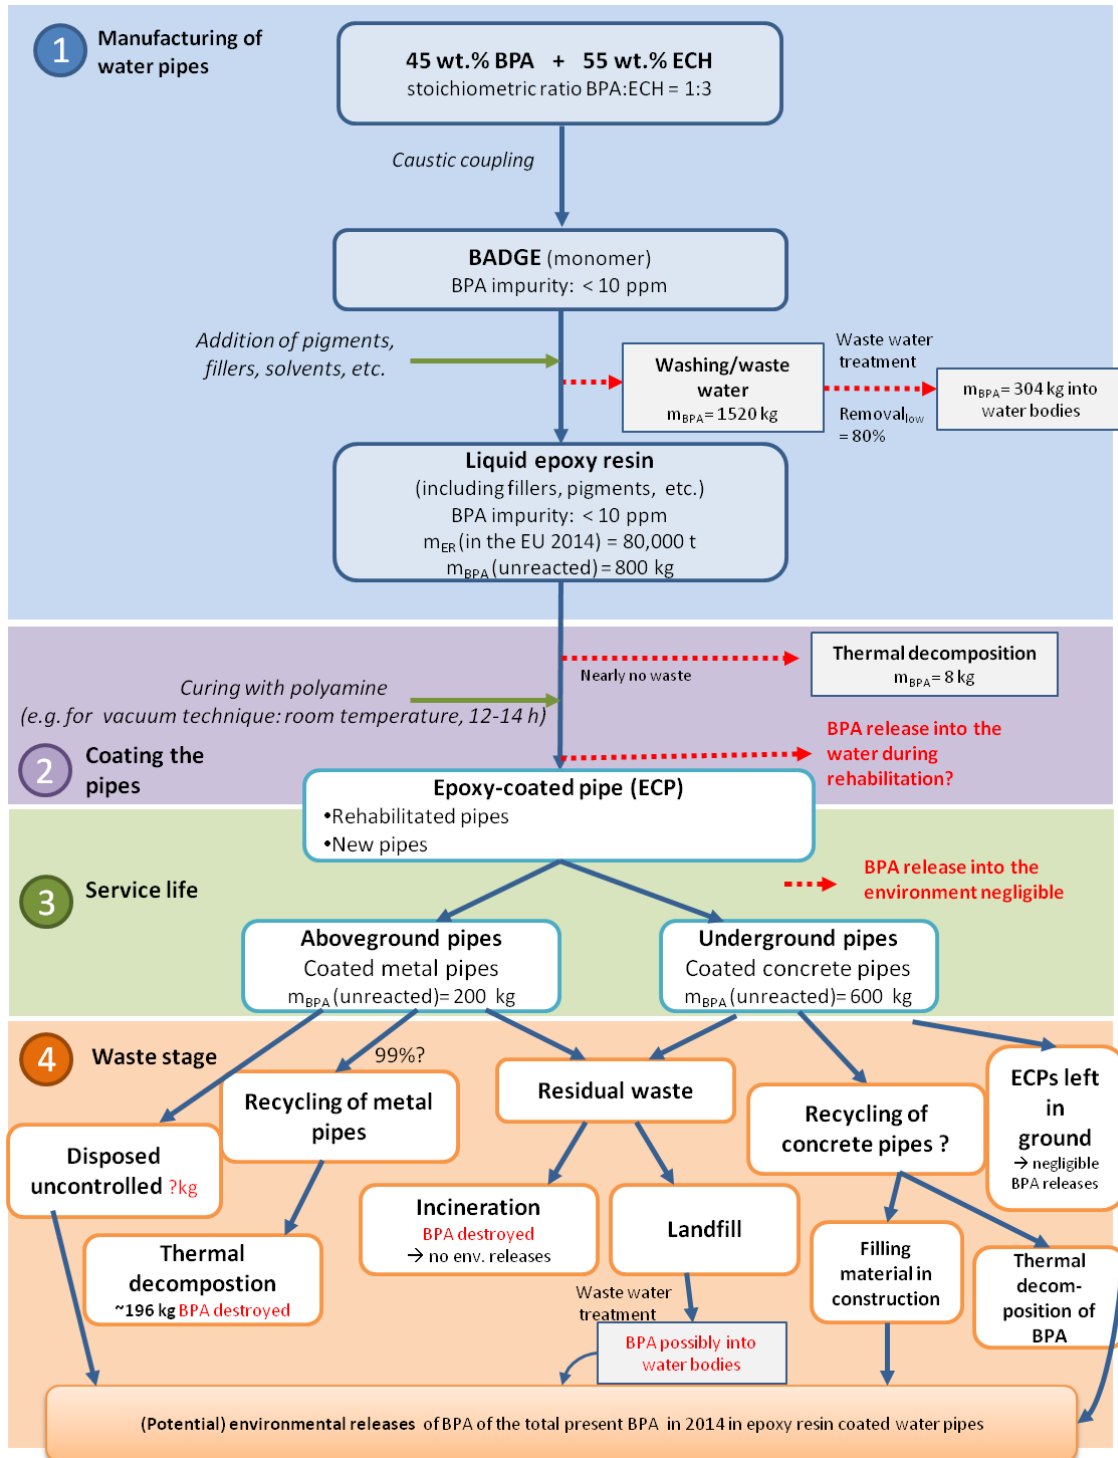 1
Manufacturing of
water pipes
45 wt.% BPA + 55 wt.% ECH
stoichiometric ratio BPA:ECH = 1:3
Caustic coupling
BADGE (monomer)
BPA impurity: < 10 ppm
Addition of pigments,
fillers, solvents, etc.
Washing/waste
water
mBPA = 1520 kg
Waste water
treatment
Removallow
= 80%
mBPA = 304 kg into
water bodies
Liquid epoxy resin
(including fillers, pigments, etc.)
BPA impurity: < 10 ppm
mER (in the EU 2014) = 80,000 t
mBPA (unreacted) = 800 kg
Nearly no waste
Thermal decomposition
mBPA = 8 kg
Curing with polyamine
(e.g. for vacuum technique: room temperature, 12-14 h)
BPA release into the
water during
rehabilitation?
2
Coating the
pipes
Epoxy-coated pipe (ECP)
•Rehabilitated pipes
•New pipes
3
Service life
BPA release into the
environment negligible
Aboveground pipes
Coated metal pipes
mBPA (unreacted)= 200 kg
Underground pipes
Coated concrete pipes
mBPA (unreacted)= 600 kg
4
Waste stage
99%?
Recycling of metal
pipes
Residual waste
Recycling of
concrete pipes ?
ECPs left
in
ground
→ negligible
BPA releases
Disposed
uncontrolled ?kg
Thermal
decompostion
~196 kg BPA destroyed
Incineration
BPA destroyed
→ no env. releases
Landfill
Filling
material in
construction
Thermal
decom-
position of
BPA
Waste water
treatment
BPA possibly into
water bodies
(Potential) environmental releases of BPA of the total present BPA in 2014 in epoxy resin coated water pipes